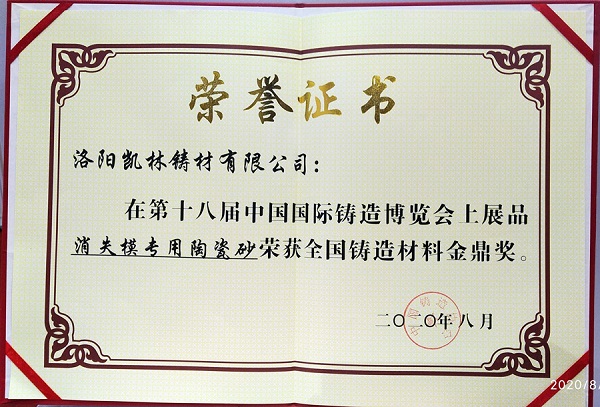 荣誉证书
洛阳凯林铸材有限公司:
在第十八届中国国际铸造博览会上展品
消失模专用陶瓷砂荣获全国铸造材料金鼎奖。
二〇二〇年八月
2020/8